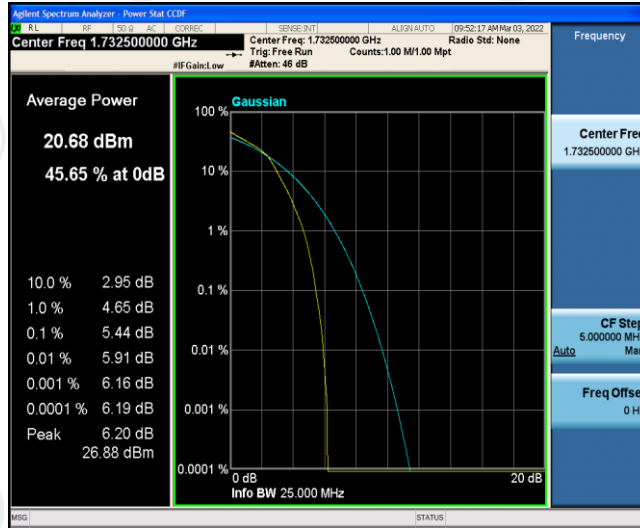 Agilent Spectrum Analyzer - Power Stat CCDF
RL RF 50 Ω AC CORREC SENSE:INT ALIGNAUTO 09:52:17 AM Mar 03, 2022
Center Freq 1.732500000 GHz
Center Freq: 1.732500000 GHz Radio Std: None
Trig: Free Run Counts:1.00 M/1.00 Mpt
#IFGain:Low #Atten: 46 dB
Frequency
Average Power
20.68 dBm
45.65 % at 0dB
10.0 % 2.95 dB
1.0 % 4.65 dB
0.1 % 5.44 dB
0.01 % 5.91 dB
0.001 % 6.16 dB
0.0001 % 6.19 dB
Peak 6.20 dB
26.88 dBm
Gaussian
100 %
10 %
1 %
0.1 %
0.01 %
0.001 %
0.0001 %
0 dB 20 dB
Info BW 25.000 MHz
Center Fre
1.732500000 GH
CF Step
5.000000 MH
Auto Ma
Freq Offse
0 H
MSG STATUS